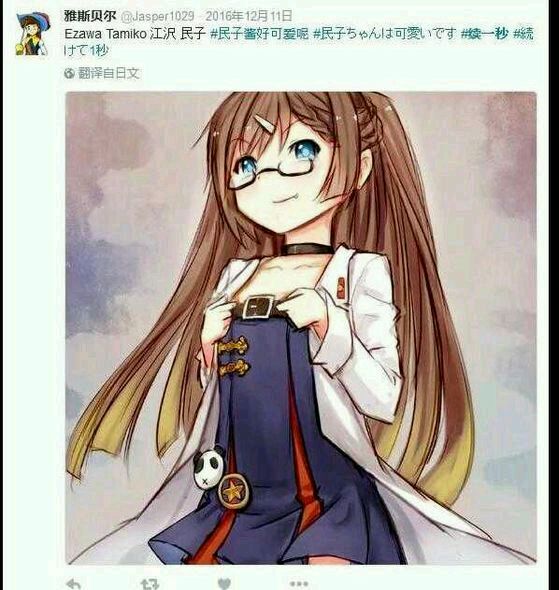 雅斯贝尔 @Jasper1029 · 2016年12月11日
Ezawa Tamiko 江沢 民子 #民子酱好可爱呢 #民子ちゃんは可愛いです #续一秒 #続
けて1秒
翻译自日文